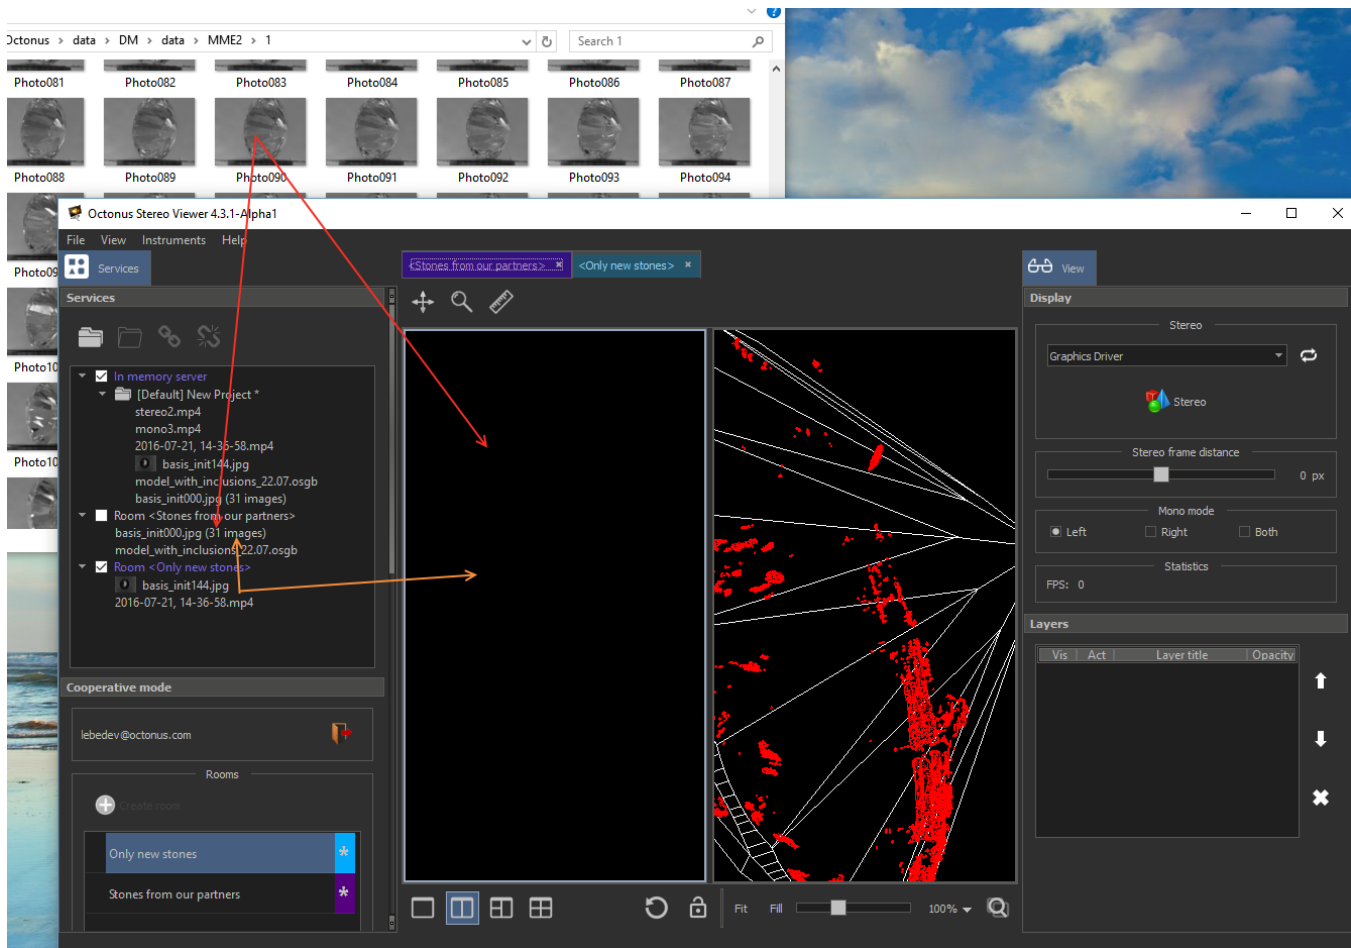 Octonus > data > DM > data > MME2 > 1
Search 1
Photo081 Photo082 Photo083 Photo084 Photo085 Photo086 Photo087
Photo088 Photo089 Photo090 Photo091 Photo092 Photo093 Photo094
Octonus Stereo Viewer 4.3.1-Alpha1
File View Instruments Help
Photo09
Services
<Stones from our partners>
<Only new stones>
View
Services
Display
Stereo
Graphics Driver
Photo10
In memory server
[Default] New Project *
Stereo
stereo2.mp4
mono3.mp4
2016-07-21, 14-36-58.mp4
Stereo frame distance
Photo10
basis_init144.jpg
0 px
model_with_inclusions_22.07.osgb
basis_init000.jpg (31 images)
Mono mode
Room <Stones from our partners>
basis_init000.jpg (31 images)
Left Right Both
model_with_inclusions_22.07.osgb
Room <Only new stones>
Statistics
basis_init144.jpg
FPS: 0
2016-07-21, 14-36-58.mp4
Layers
Vis Act Layer title Opacity
Cooperative mode
lebedev@octonus.com
Rooms
Create room
Only new stones *
Stones from our partners *
Fit Fill 100%